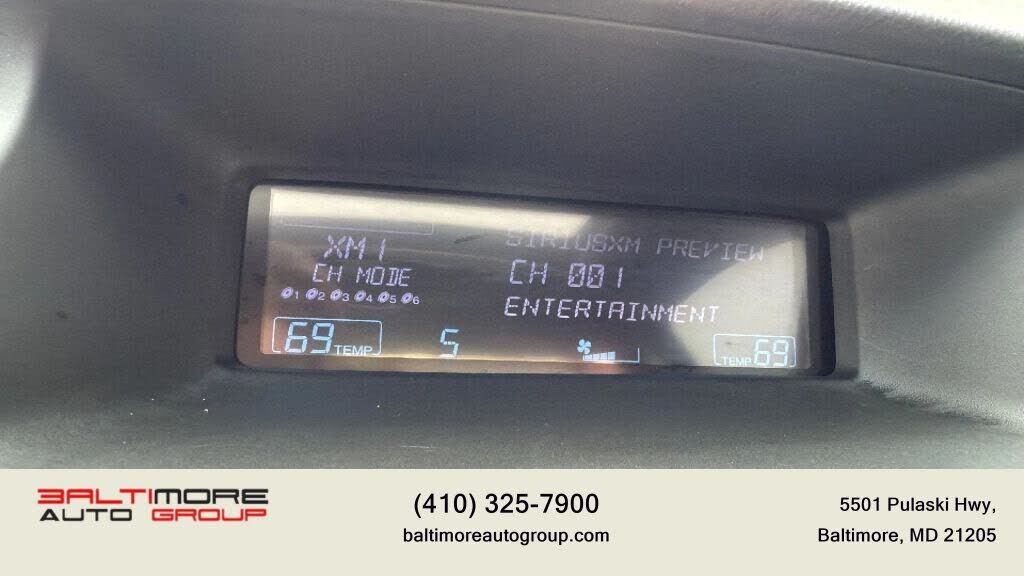 XM1
CH MODE
1 2 3 4 5 6
SIRIUSXM PREVIEW
CH 001
ENTERTAINMENT
69 TEMP
5
TEMP 69
BALTIMORE
AUTO GROUP
(410) 325-7900
baltimoreautogroup.com
5501 Pulaski Hwy,
Baltimore, MD 21205